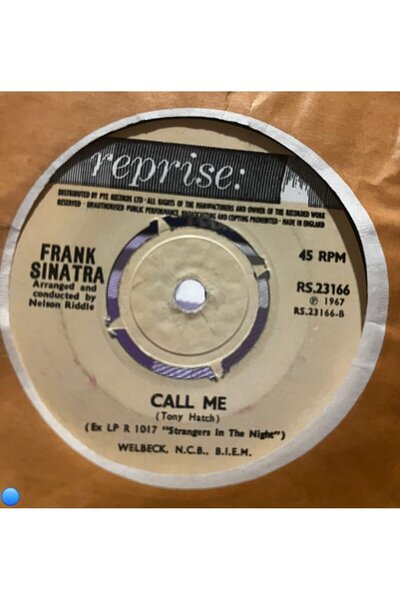 reprise:
DISTRIBUTED BY PYE RECORDS LTD · ALL RIGHTS OF THE MANUFACTURERS AND OWNER OF THE RECORDED WORK
RESERVED · UNAUTHORISED PUBLIC PERFORMANCE, BROADCASTING AND COPYING PROHIBITED · MADE IN ENGLAND
FRANK
SINATRA
Arranged and
conducted by
Nelson Riddle
45 RPM
RS.23166
℗ 1967
RS.23166-B
CALL ME
(Tony Hatch)
(Ex LP R 1017 "Strangers In The Night")
WELBECK, N.C.B., B.I.E.M.